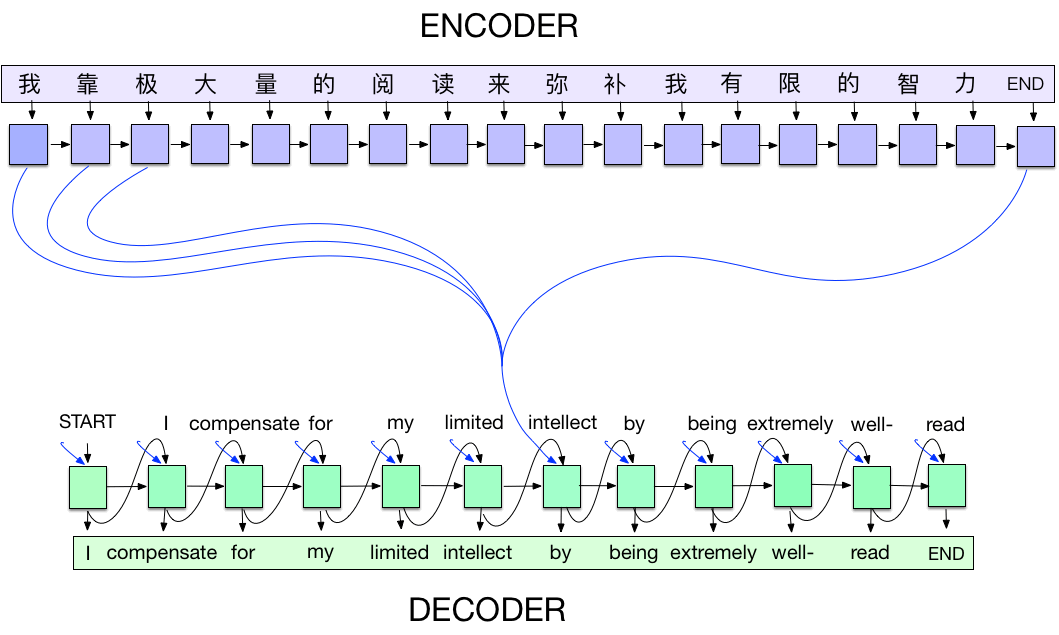 ENCODER
我 靠 极 大 量 的 阅 读 来 弥 补 我 有 限 的 智 力 END
START I compensate for my limited intellect by being extremely well- read
I compensate for my limited intellect by being extremely well- read END
DECODER